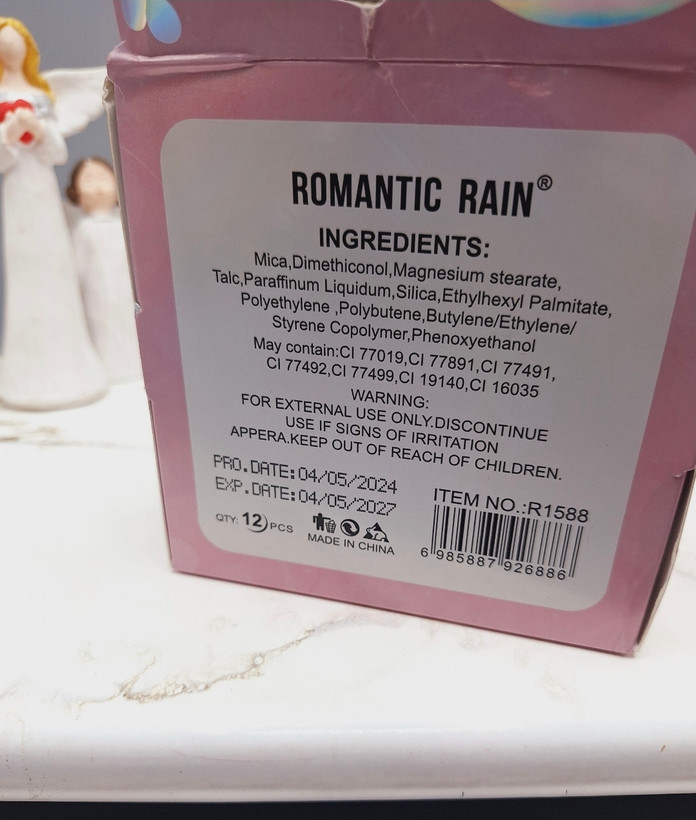 ROMANTIC RAIN®
INGREDIENTS:
Mica,Dimethiconol,Magnesium stearate,
Talc,Paraffinum Liquidum,Silica,Ethylhexyl Palmitate,
Polyethylene ,Polybutene,Butylene/Ethylene/
Styrene Copolymer,Phenoxyethanol
May contain:CI 77019,CI 77891,CI 77491,
CI 77492,CI 77499,CI 19140,CI 16035
WARNING:
FOR EXTERNAL USE ONLY.DISCONTINUE
USE IF SIGNS OF IRRITATION
APPERA.KEEP OUT OF REACH OF CHILDREN.
PRO.DATE:04/05/2024
EXP.DATE:04/05/2027
QTY: 12 PCS
MADE IN CHINA
ITEM NO.:R1588
6 985887 926886